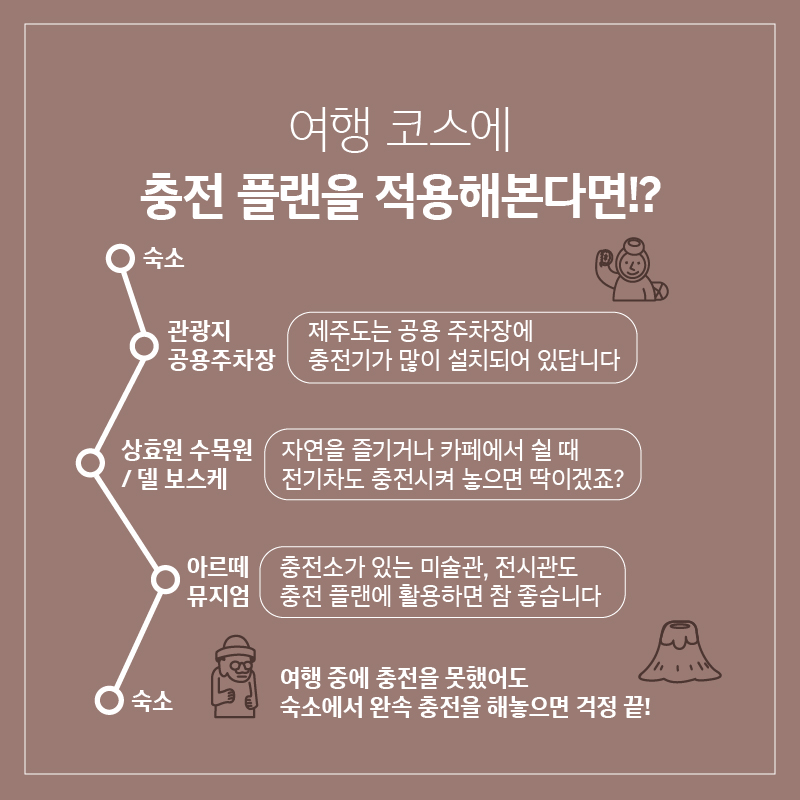 여행 코스에
충전 플랜을 적용해본다면!?
숙소
관광지
공용주차장
제주도는 공용 주차장에
충전기가 많이 설치되어 있답니다
상효원 수목원
/ 델 보스케
자연을 즐기거나 카페에서 쉴 때
전기차도 충전시켜 놓으면 딱이겠죠?
아르떼
뮤지엄
충전소가 있는 미술관, 전시관도
충전 플랜에 활용하면 참 좋습니다
숙소
여행 중에 충전을 못했어도
숙소에서 완속 충전을 해놓으면 걱정 끝!